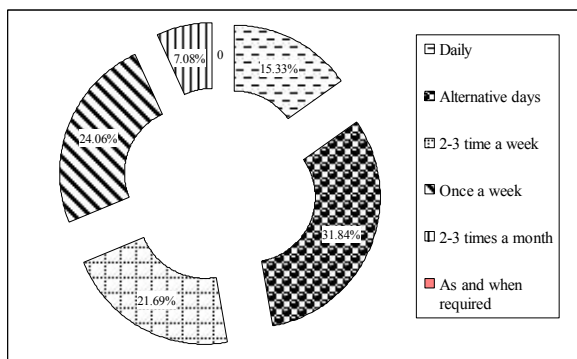 7.08%
0
15.33%
24.06%
31.84%
21.69%
Daily
Alternative days
2-3 time a week
Once a week
2-3 times a month
As and when
required